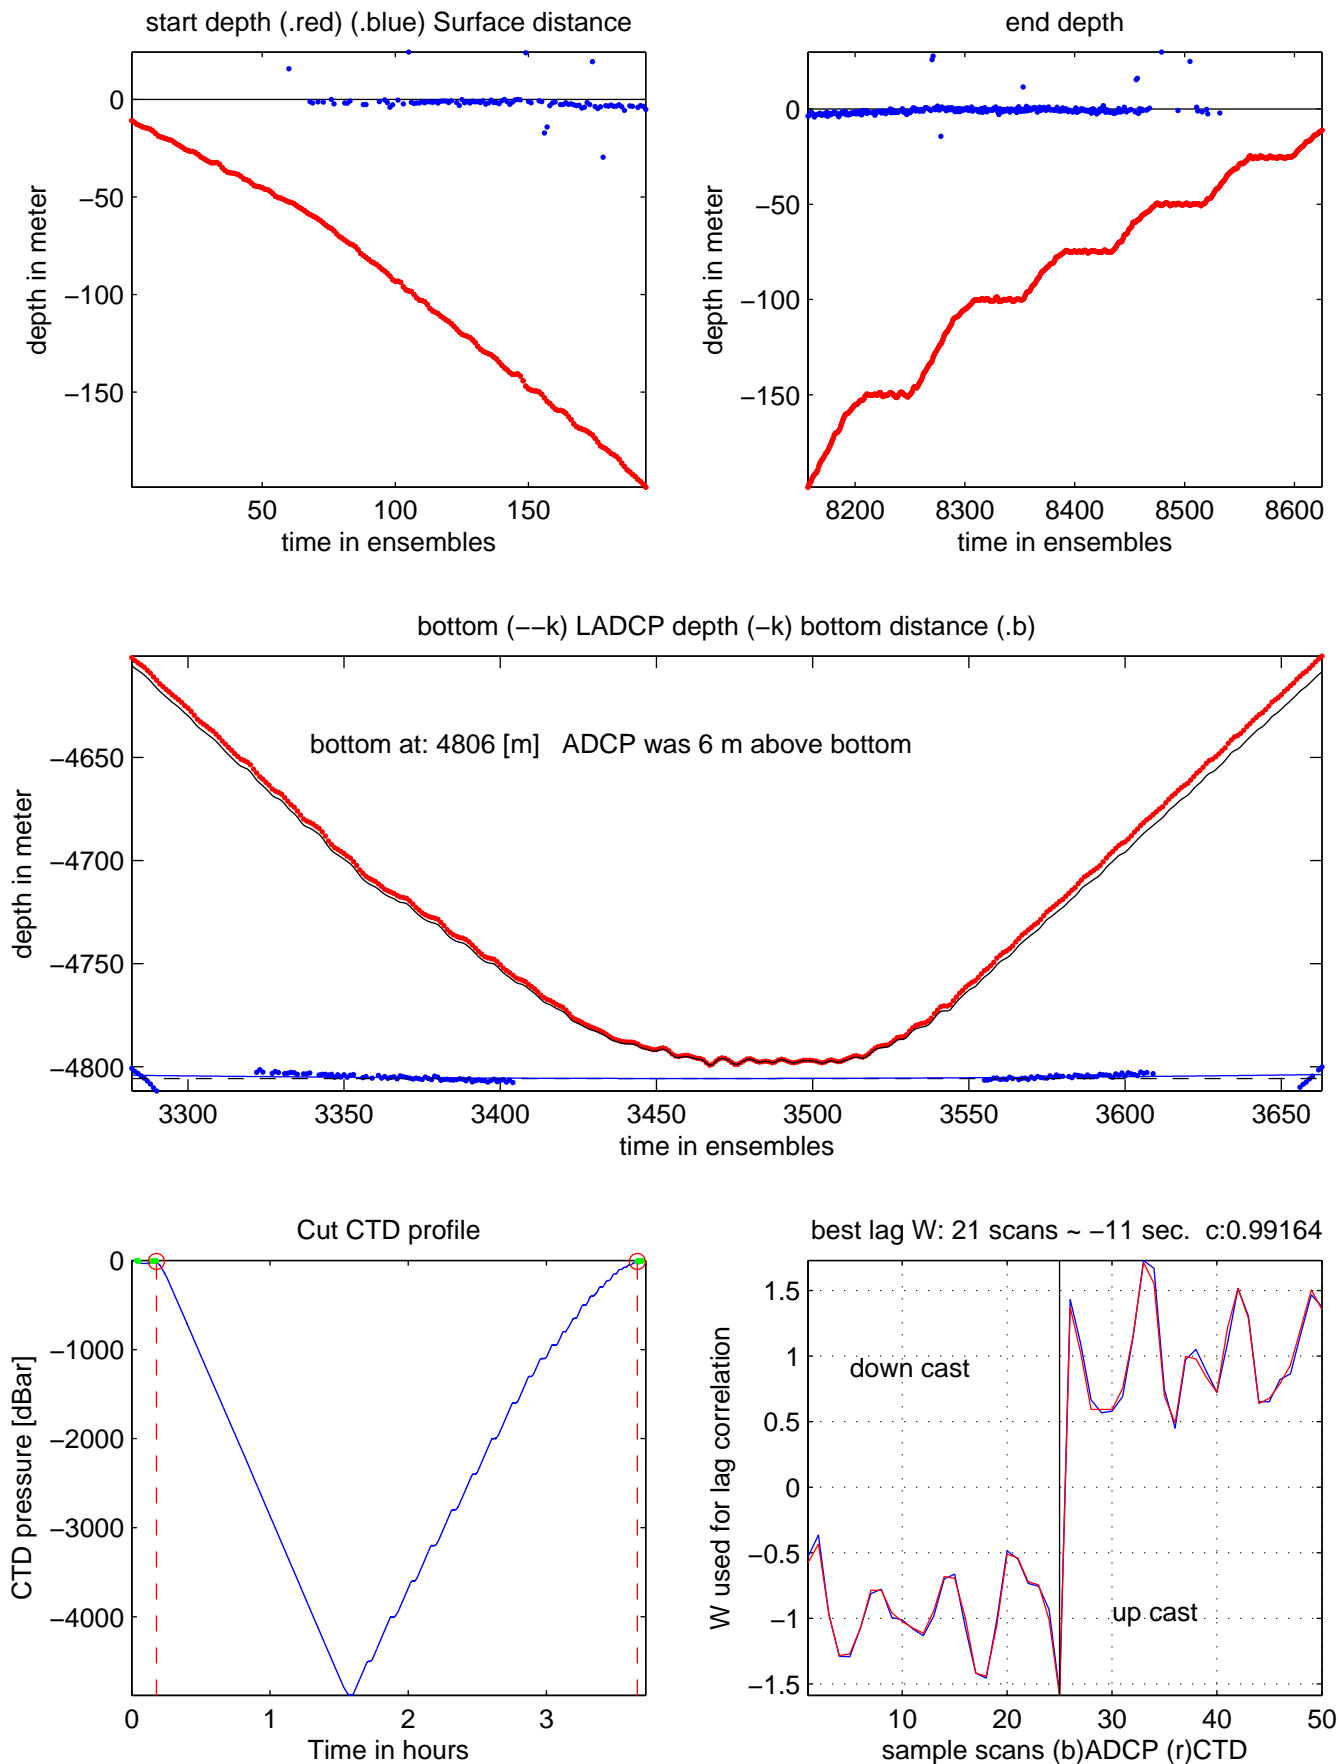 start depth (.red) (.blue) Surface distance
0
−50
−100
−150
depth in meter
50
100
150
time in ensembles
end depth
0
−50
−100
−150
depth in meter
8200
8300
8400
8500
8600
time in ensembles
bottom (−−k) LADCP depth (−k) bottom distance (.b)
bottom at: 4806 [m]   ADCP was 6 m above bottom
−4650
−4700
−4750
−4800
depth in meter
3300
3350
3400
3450
3500
3550
3600
3650
time in ensembles
Cut CTD profile
0
−1000
−2000
−3000
−4000
CTD pressure [dBar]
0
1
2
3
Time in hours
best lag W: 21 scans ~ −11 sec.  c:0.99164
1.5
1
0.5
0
−0.5
−1
−1.5
W used for lag correlation
down cast
up cast
10
20
30
40
50
sample scans (b)ADCP (r)CTD